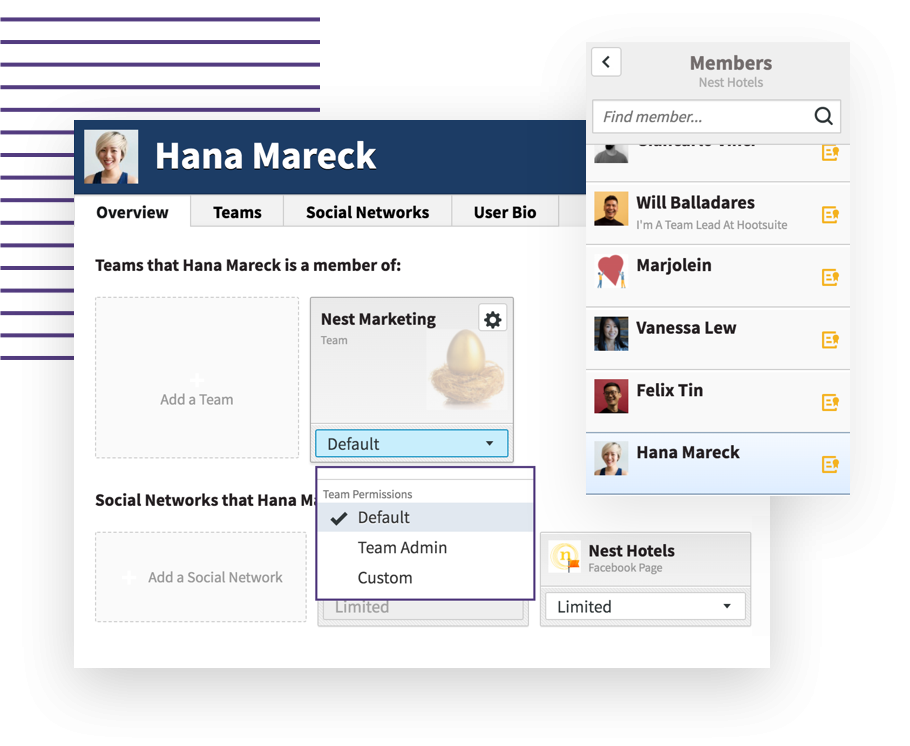 Members
Nest Hotels
Find member...
Will Balladares
I'm A Team Lead At Hootsuite
Marjolein
Vanessa Lew
Felix Tin
Hana Mareck
Hana Mareck
Overview
Teams
Social Networks
User Bio
Teams that Hana Mareck is a member of:
Add a Team
Nest Marketing
Team
Default
Team Permissions
Default
Team Admin
Custom
Social Networks that Hana
Add a Social Network
Limited
n
Nest Hotels
Facebook Page
Limited